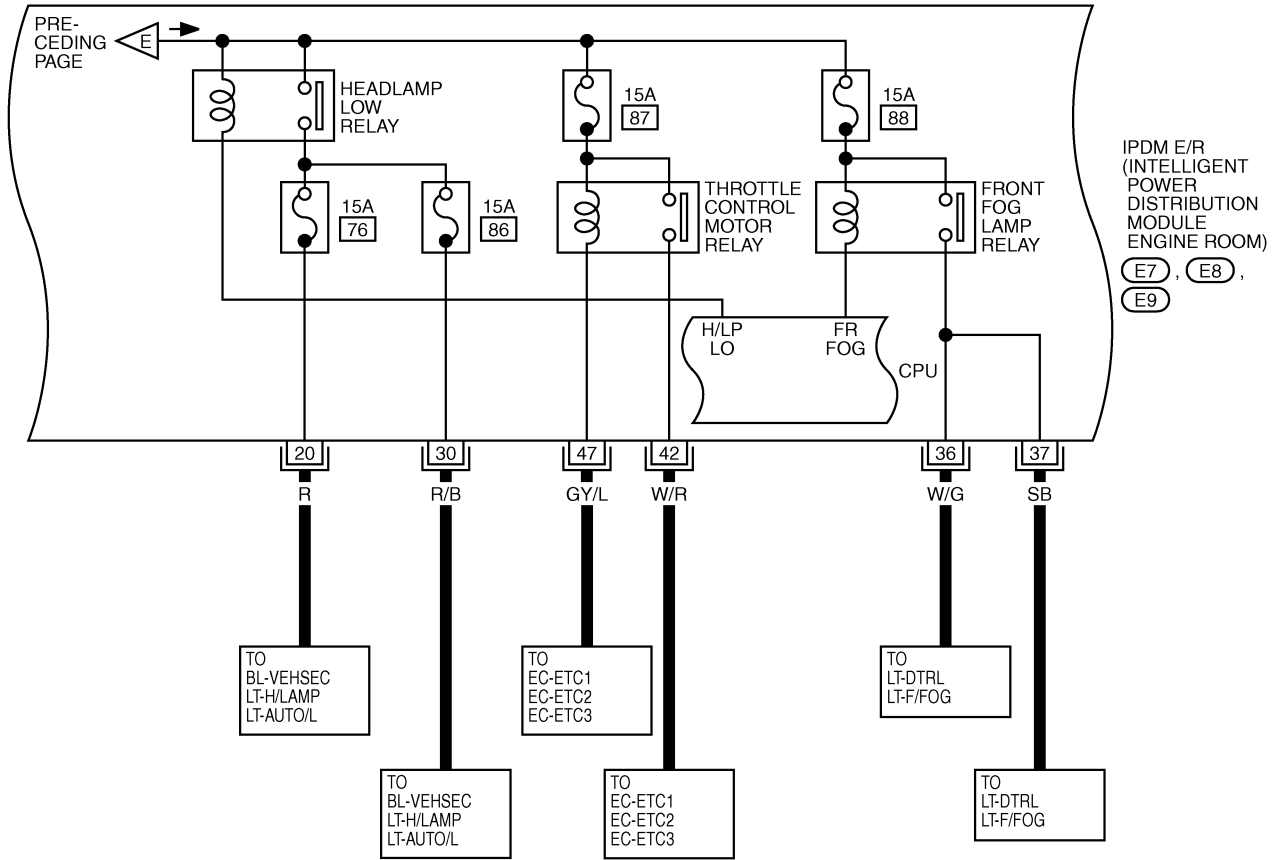 PRE-
CEDING
PAGE
E
HEADLAMP
LOW
RELAY
15A
87
15A
88
15A
76
15A
86
THROTTLE
CONTROL
MOTOR
RELAY
FRONT
FOG
LAMP
RELAY
IPDM E/R
(INTELLIGENT
POWER
DISTRIBUTION
MODULE
ENGINE ROOM)
E7 , E8 ,
E9
H/LP
LO
FR
FOG
CPU
20
30
47
42
36
37
R
R/B
GY/L
W/R
W/G
SB
TO
BL-VEHSEC
LT-H/LAMP
LT-AUTO/L
TO
EC-ETC1
EC-ETC2
EC-ETC3
TO
LT-DTRL
LT-F/FOG
TO
BL-VEHSEC
LT-H/LAMP
LT-AUTO/L
TO
EC-ETC1
EC-ETC2
EC-ETC3
TO
LT-DTRL
LT-F/FOG